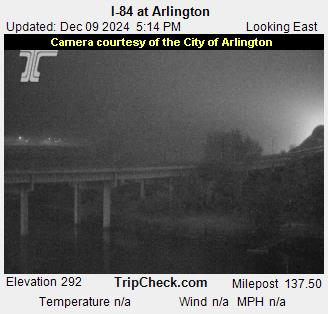 I-84 at Arlington
Updated: Dec 09 2024 5:14 PM Looking East
Camera courtesy of the City of Arlington
Elevation 292 TripCheck.com Milepost 137.50
Temperature n/a Wind n/a MPH n/a